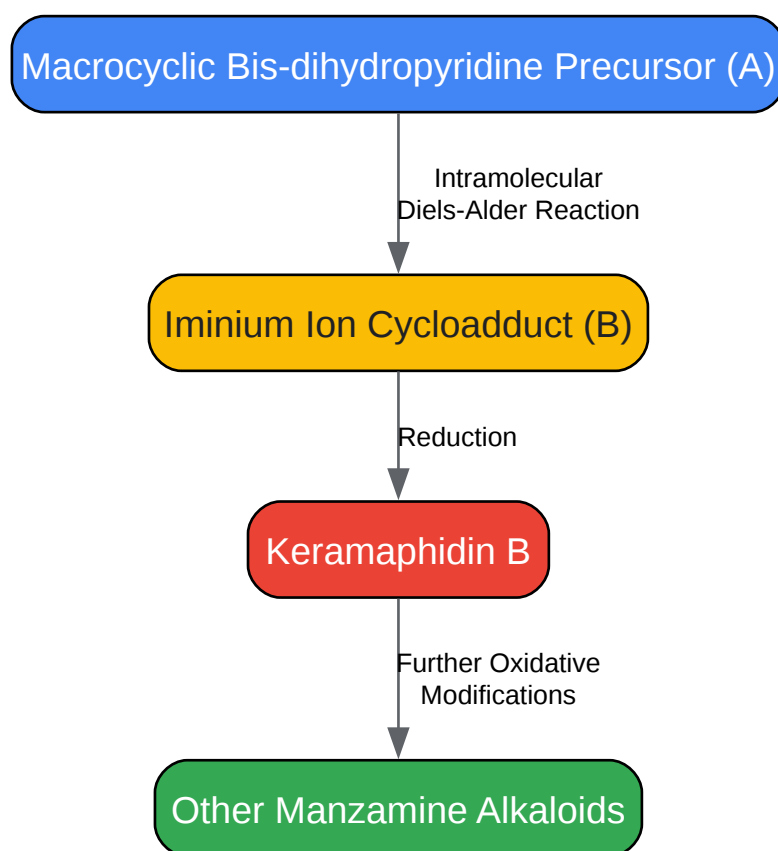 Macrocyclic Bis-dihydropyridine Precursor (A)
Intramolecular
Diels-Alder Reaction
Iminium Ion Cycloadduct (B)
Reduction
Keramaphidin B
Further Oxidative
Modifications
Other Manzamine Alkaloids